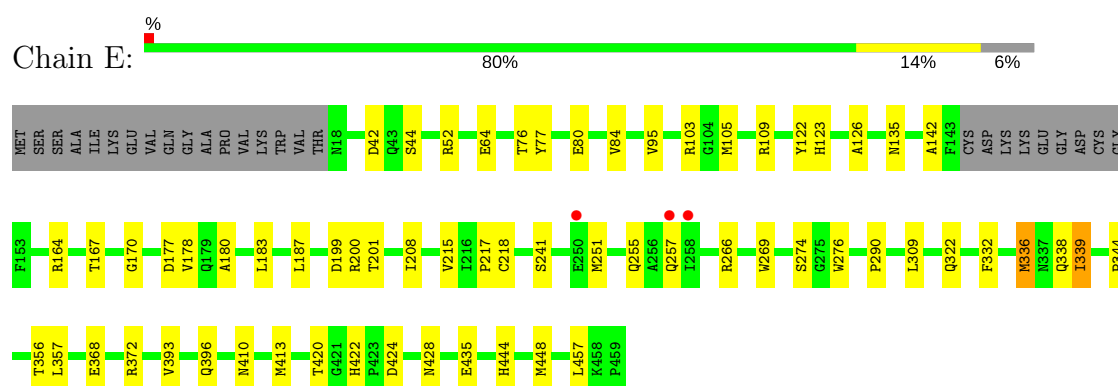 %
Chain E:
80% 14% 6%
MET SER SER ALA ILE LYS GLU VAL GLN GLY ALA PRO VAL LYS TRP VAL THR N18 D42 Q43 S44 R52 E64 T76 Y77 E80 V84 V95 R103 G104 M105 R109 Y122 H123 A126 N135 A142 F143 CYS ASP LYS LYS GLU GLY ASP CYS
F153 R164 T167 G170 D177 V178 Q179 A180 L183 L187 D199 R200 T201 I208 V215 I216 P217 C218 S241 E250 M251 Q255 A256 Q257 I258 R266 W269 S274 G275 W276 P290 L309 Q322 F332 M336 N337 Q338 I339
T356 L357 E368 R372 V393 Q396 N410 M413 T420 G421 H422 P423 D424 N428 E435 H444 M448 L457 K458 P459